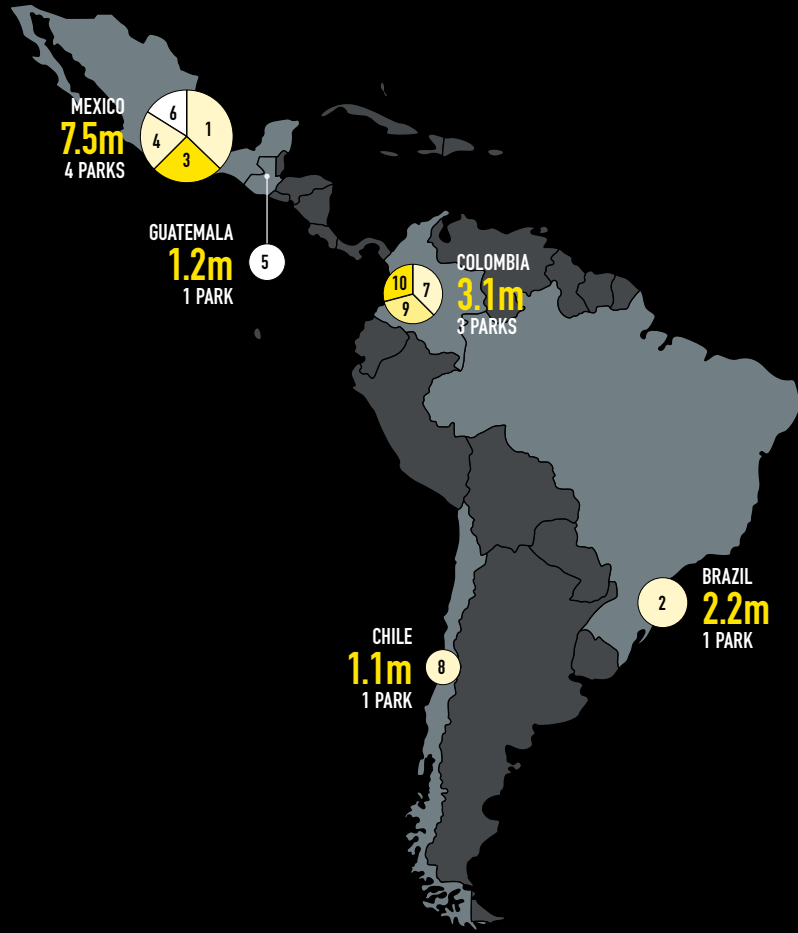 MEXICO
7.5m
4 PARKS
6
1
4
3
GUATEMALA
1.2m
1 PARK
5
COLOMBIA
3.1m
3 PARKS
10
7
9
BRAZIL
2.2m
1 PARK
2
CHILE
1.1m
1 PARK
8